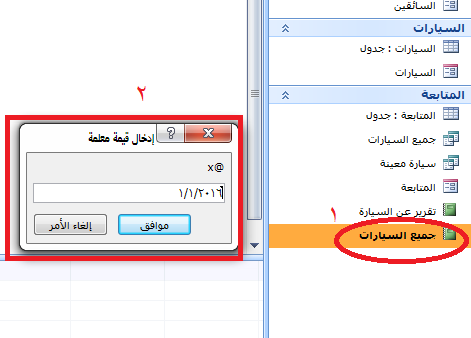 السائقين
السيارات
السيارات : جدول
السيارات
المتابعة
المتابعة : جدول
جميع السيارات
سيارة معينة
المتابعة
تقرير عن السيارة
جميع السيارات
١
٢
إدخال قيمة معلمة
x@
١/١/٢٠١٦
موافق
إلغاء الأمر